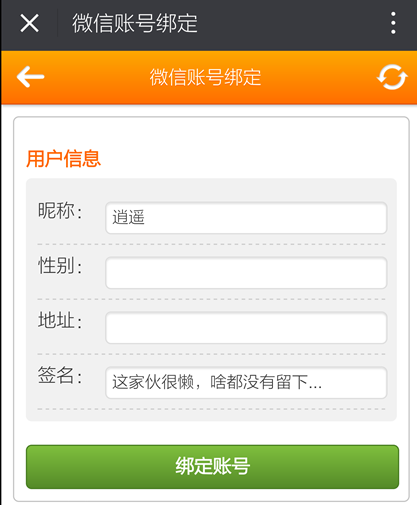 微信账号绑定
微信账号绑定
用户信息
昵称：逍遥
性别：
地址：
签名：这家伙很懒，啥都没有留下...
绑定账号